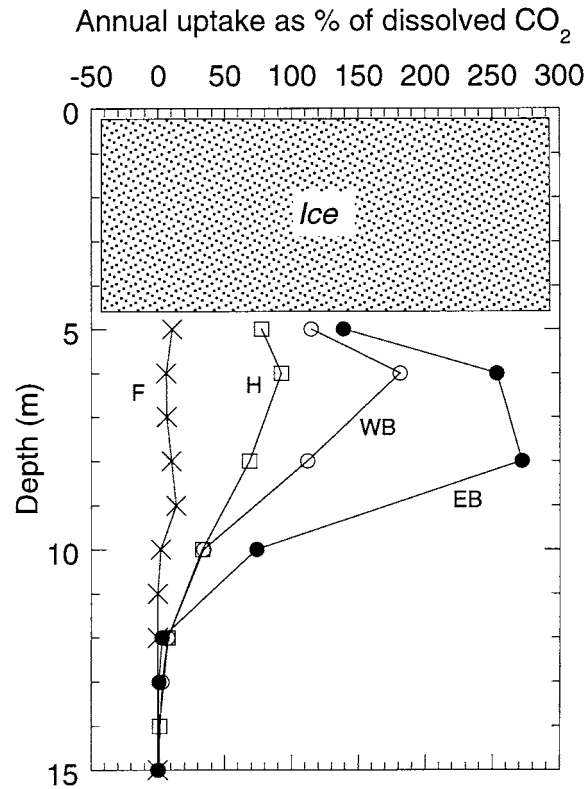 Annual uptake as % of dissolved CO₂
-50 0 50 100 150 200 250 300
0
Ice
5
F
H
WB
Depth (m)
EB
10
15